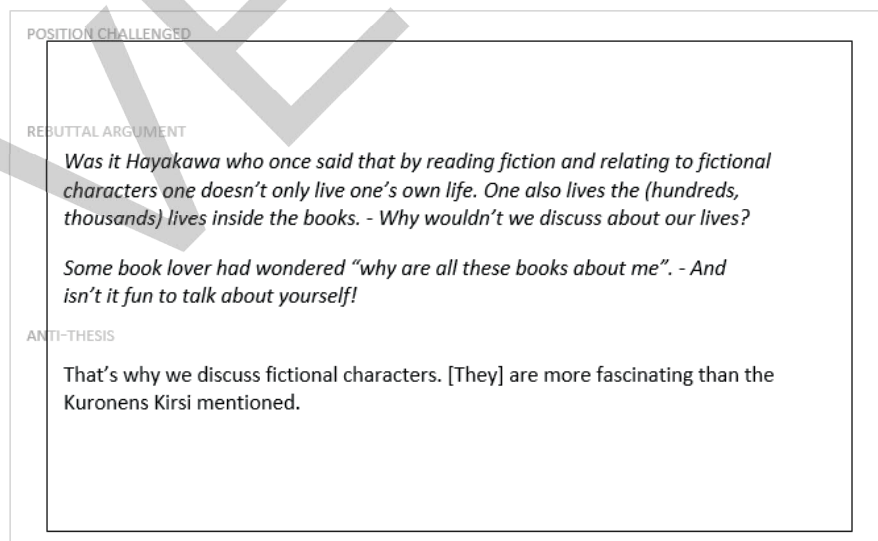 POSITION CHALLENGED
REBUTTAL ARGUMENT
Was it Hayakawa who once said that by reading fiction and relating to fictional
characters one doesn't only live one's own life. One also lives the (hundreds,
thousands) lives inside the books. - Why wouldn't we discuss about our lives?
Some book lover had wondered “why are all these books about me”. - And
isn't it fun to talk about yourself!
ANTI-THESIS
That's why we discuss fictional characters. [They] are more fascinating than the
Kuronens Kirsi mentioned.